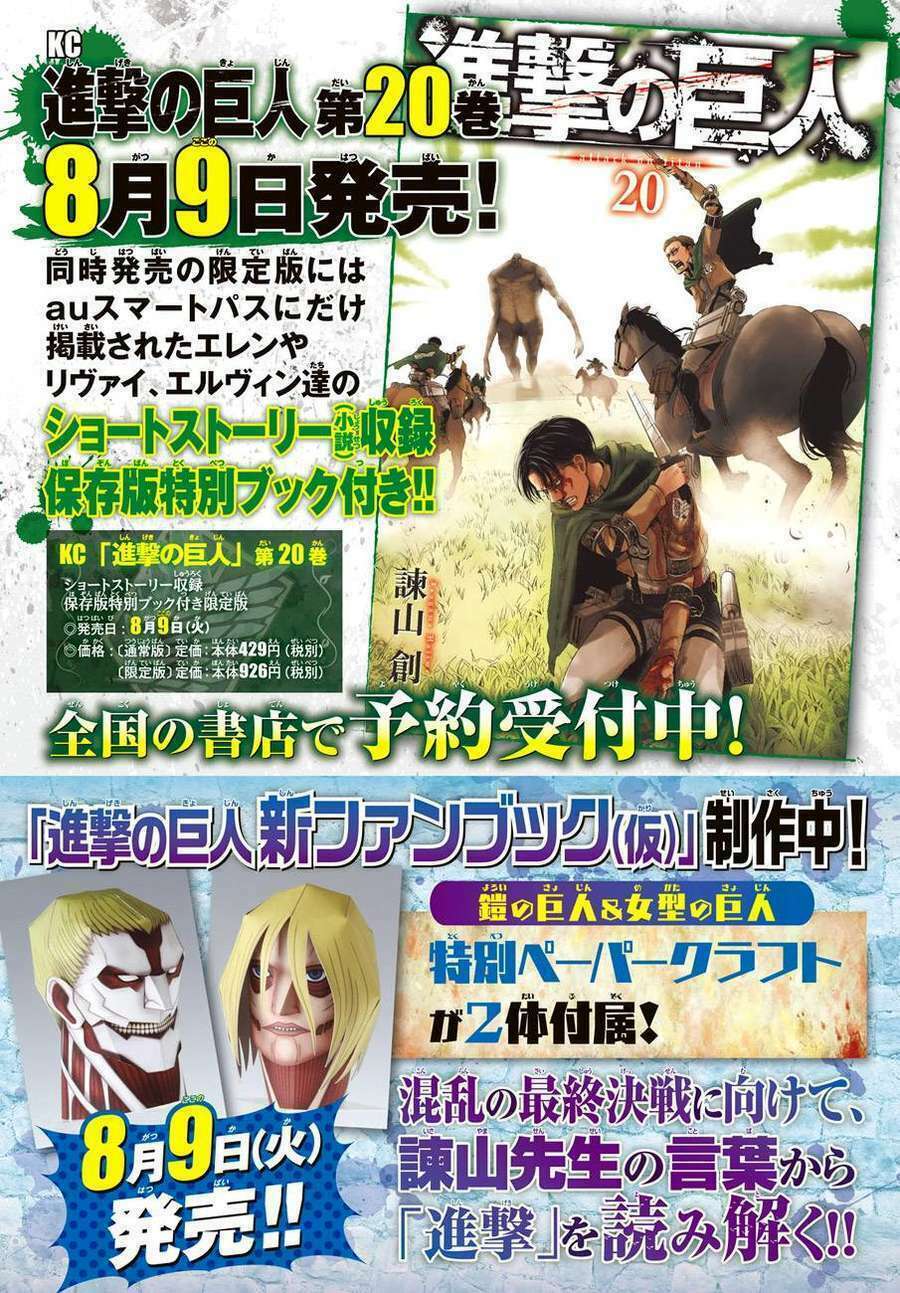 KC
進撃の巨人 第20巻
8月9日発売!
同時発売の限定版には
auスマートパスにだけ
掲載されたエレンや
リヴァイ、エルヴィン達の
ショートストーリー(小説)収録
保存版特別ブック付き!!
KC「進撃の巨人」第20巻
ショートストーリー収録
保存版特別ブック付き限定版
◎発売日:8月9日(火)
◎価格:〔通常版〕定価:本体429円(税別)
〔限定版〕定価:本体926円(税別)
進撃の巨人
attack on titan
20
諫山創
全国の書店で予約受付中!
「進撃の巨人 新ファンブック(仮)」制作中!
鎧の巨人&女型の巨人
特別ペーパークラフト
が2体付属!
8月9日(火)
発売!!
混乱の最終決戦に向けて、
諫山先生の言葉から
「進撃」を読み解く!!